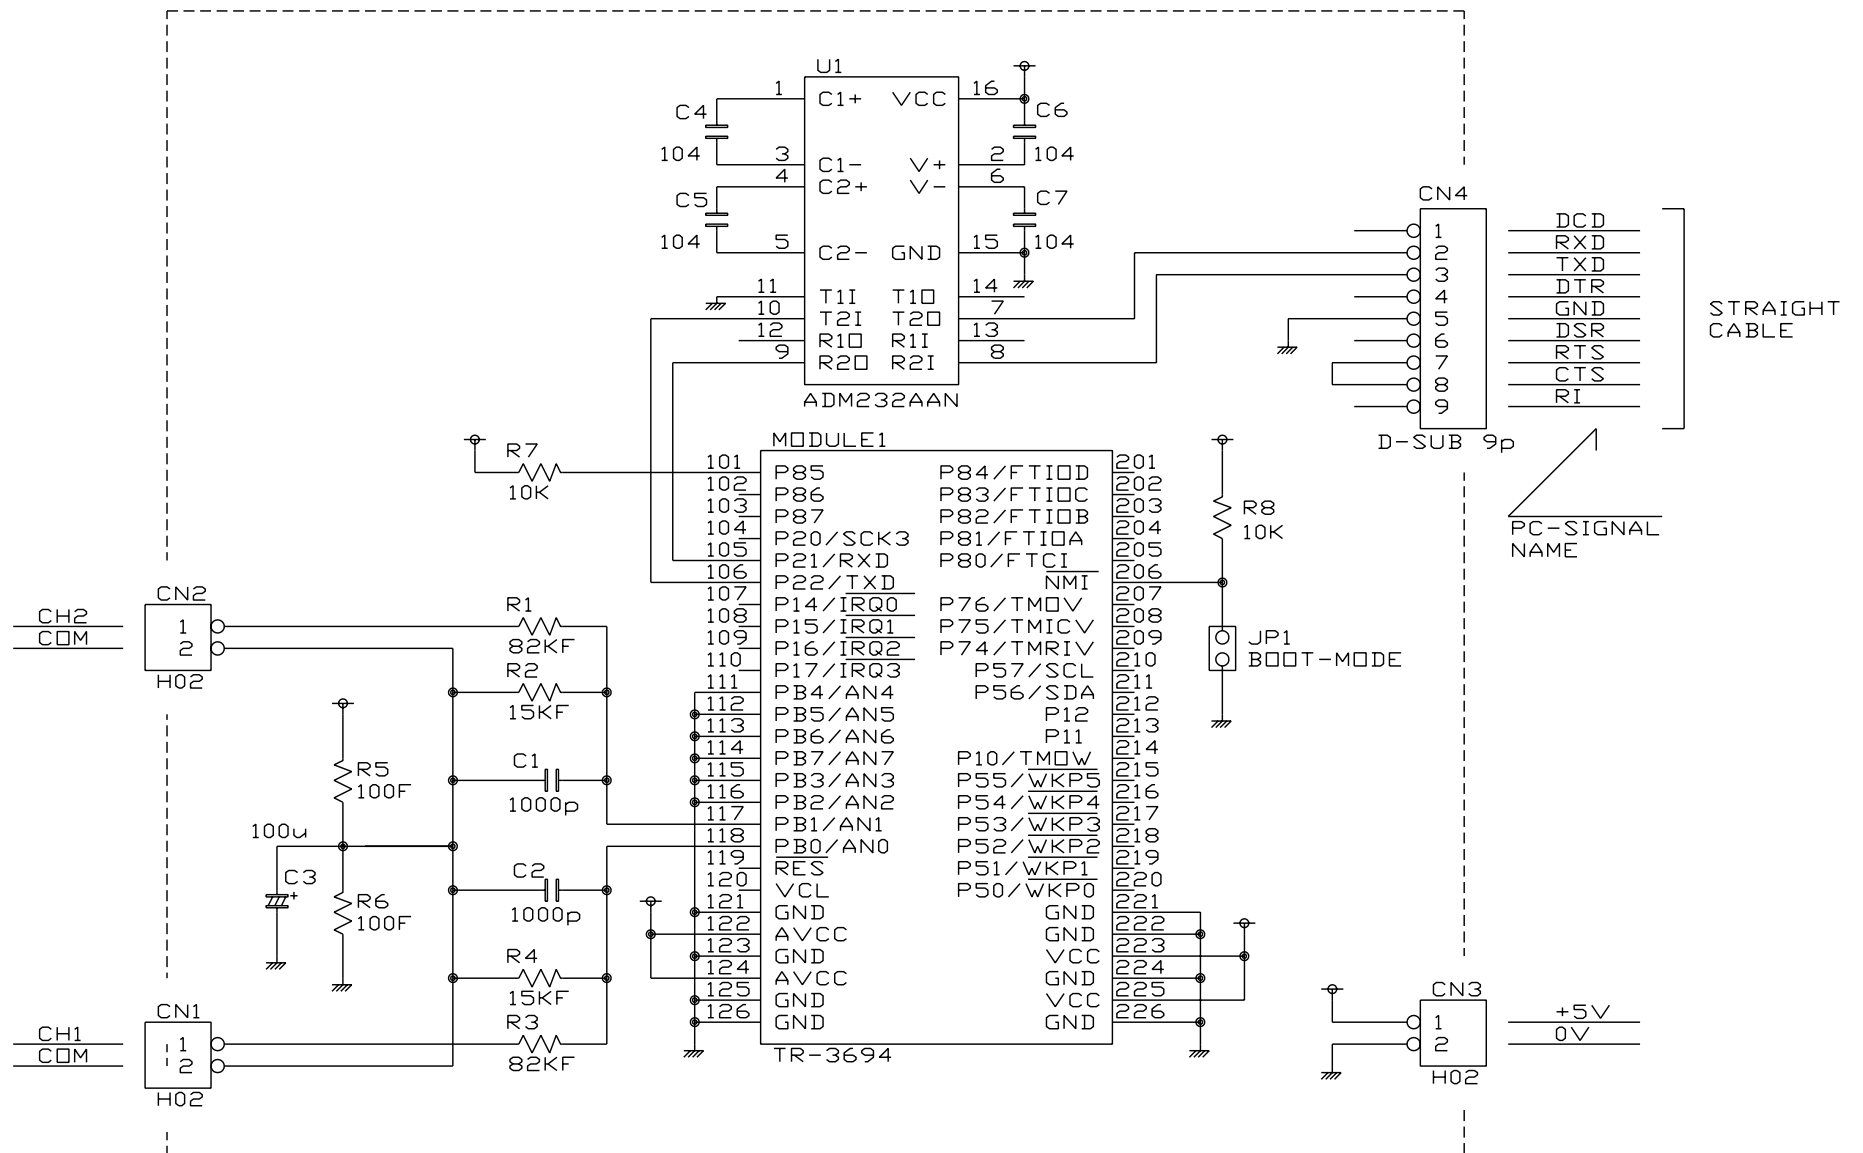 U1
1 C1+ VCC 16
C4 C6
104 3 C1- V+ 2 104
4 C2+ V- 6
C5 C7
104 5 C2- GND 15 104
11 T1I T1O 14
10 T2I T2O 7
12 R1O R1I 13
9 R2O R2I 8
ADM232AAN
CN4
1 DCD
2 RXD
3 TXD
4 DTR
5 GND
6 DSR
7 RTS
8 CTS
9 RI
D-SUB 9p
STRAIGHT
CABLE
PC-SIGNAL
NAME
R7
10K
MODULE1
101 P85 P84/FTIOD 201
102 P86 P83/FTIOC 202
103 P87 P82/FTIOB 203
104 P20/SCK3 P81/FTIOA 204
105 P21/RXD P80/FTCI 205
106 P22/TXD NMI 206
107 P14/IRQ0 P76/TMOV 207
108 P15/IRQ1 P75/TMICV 208
109 P16/IRQ2 P74/TMRIV 209
110 P17/IRQ3 P57/SCL 210
111 PB4/AN4 P56/SDA 211
112 PB5/AN5 P12 212
113 PB6/AN6 P11 213
114 PB7/AN7 P10/TMOW 214
115 PB3/AN3 P55/WKP5 215
116 PB2/AN2 P54/WKP4 216
117 PB1/AN1 P53/WKP3 217
118 PB0/AN0 P52/WKP2 218
119 RES P51/WKP1 219
120 VCL P50/WKP0 220
121 GND GND 221
122 AVCC GND 222
123 GND VCC 223
124 AVCC GND 224
125 GND VCC 225
126 GND GND 226
TR-3694
R8
10K
JP1
BOOT-MODE
CN2
CH2 1
COM 2
H02
R1
82KF
R2
15KF
R5
100F
C1
1000p
100u
C3
+
R6
100F
C2
1000p
R4
15KF
R3
82KF
CN1
CH1 1
COM 2
H02
CN3
1 +5V
2 0V
H02